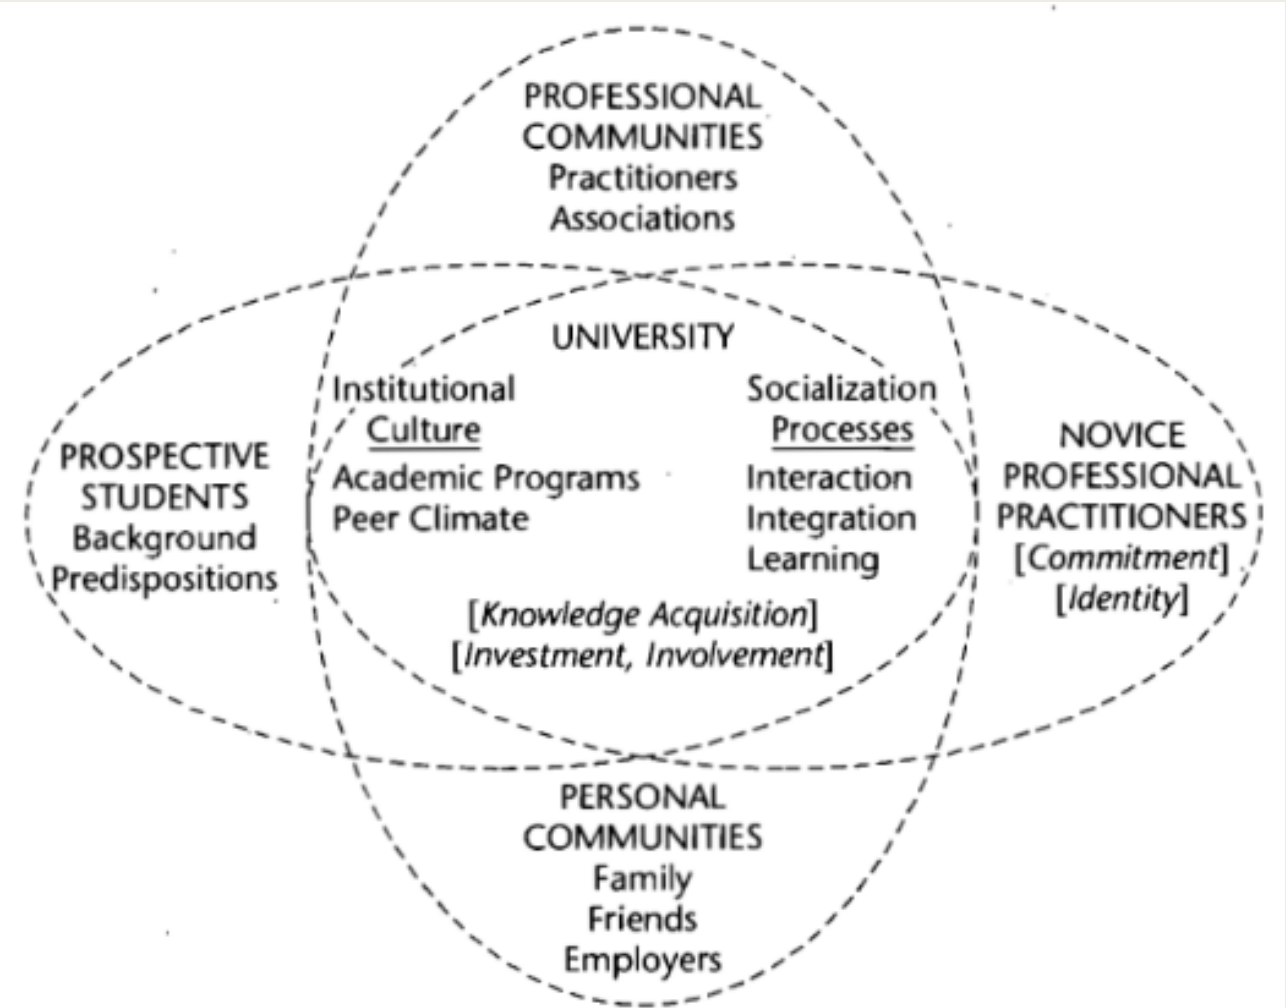 PROFESSIONAL
COMMUNITIES
Practitioners
Associations
UNIVERSITY
Institutional
Culture
Academic Programs
Peer Climate
Socialization
Processes
Interaction
Integration
Learning
[Knowledge Acquisition]
[Investment, Involvement]
PROSPECTIVE
STUDENTS
Background
Predispositions
NOVICE
PROFESSIONAL
PRACTITIONERS
[Commitment]
[Identity]
PERSONAL
COMMUNITIES
Family
Friends
Employers